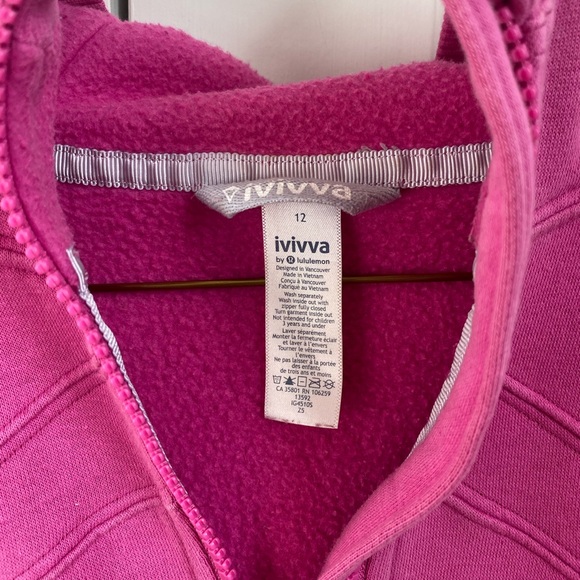 ivivva
12
ivivva
by lululemon
Designed in Vancouver
Made in Vietnam
Conçu à Vancouver
Fabriqué au Vietnam
Wash separately
Wash inside out with
zipper fully closed
Turn garment inside out
Not intended for children
3 years and under
Laver séparément
Monter la fermeture éclair
et laver à l'envers
Tourner le vêtement à
l'envers
Ne pas laisser à la portée
des enfants
de trois ans et moins
CA 35801 RN 106259
13592
IG4510S
25